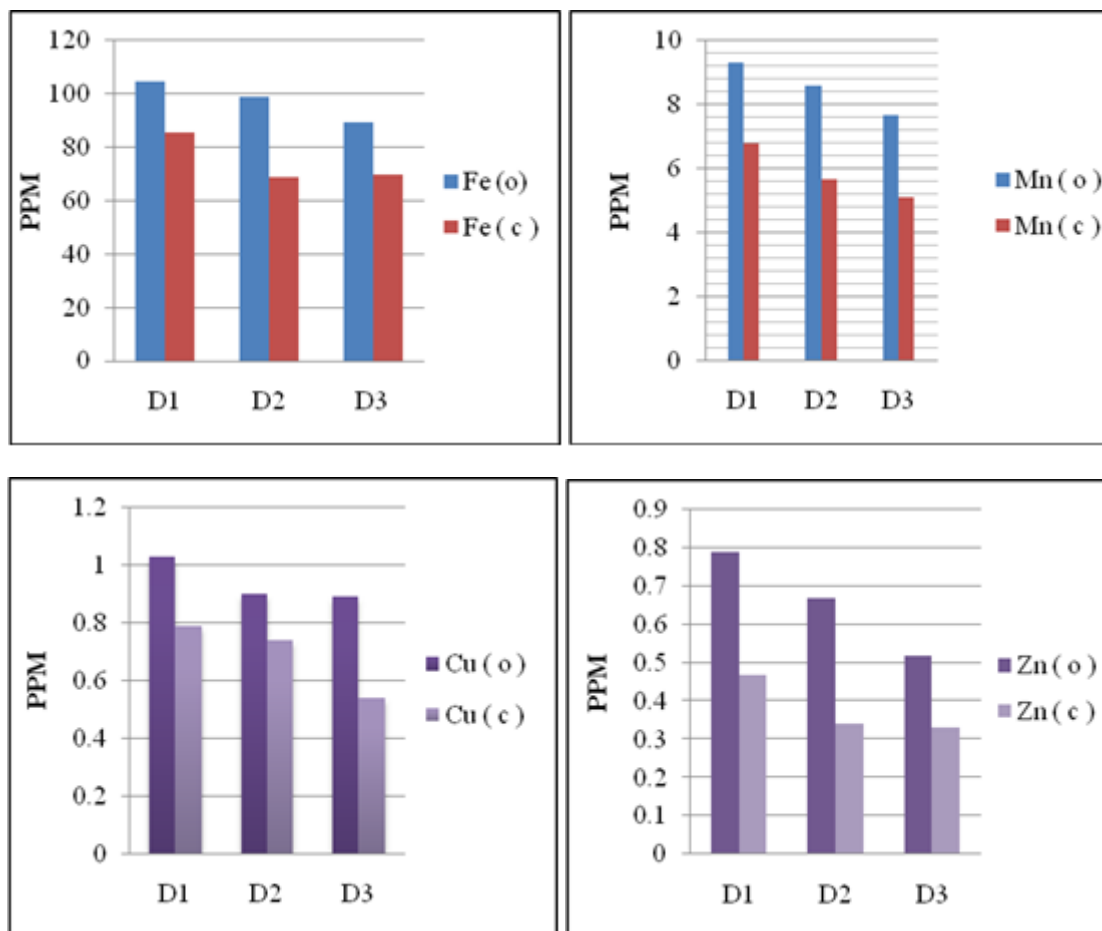 120
100
80
60
40
20
0
PPM
D1 D2 D3
Fe (o)
Fe ( c )
10
8
6
4
2
0
PPM
D1 D2 D3
Mn ( o )
Mn ( c )
1.2
1
0.8
0.6
0.4
0.2
0
PPM
D1 D2 D3
Cu ( o )
Cu ( c )
0.9
0.8
0.7
0.6
0.5
0.4
0.3
0.2
0.1
0
PPM
D1 D2 D3
Zn ( o )
Zn ( c )